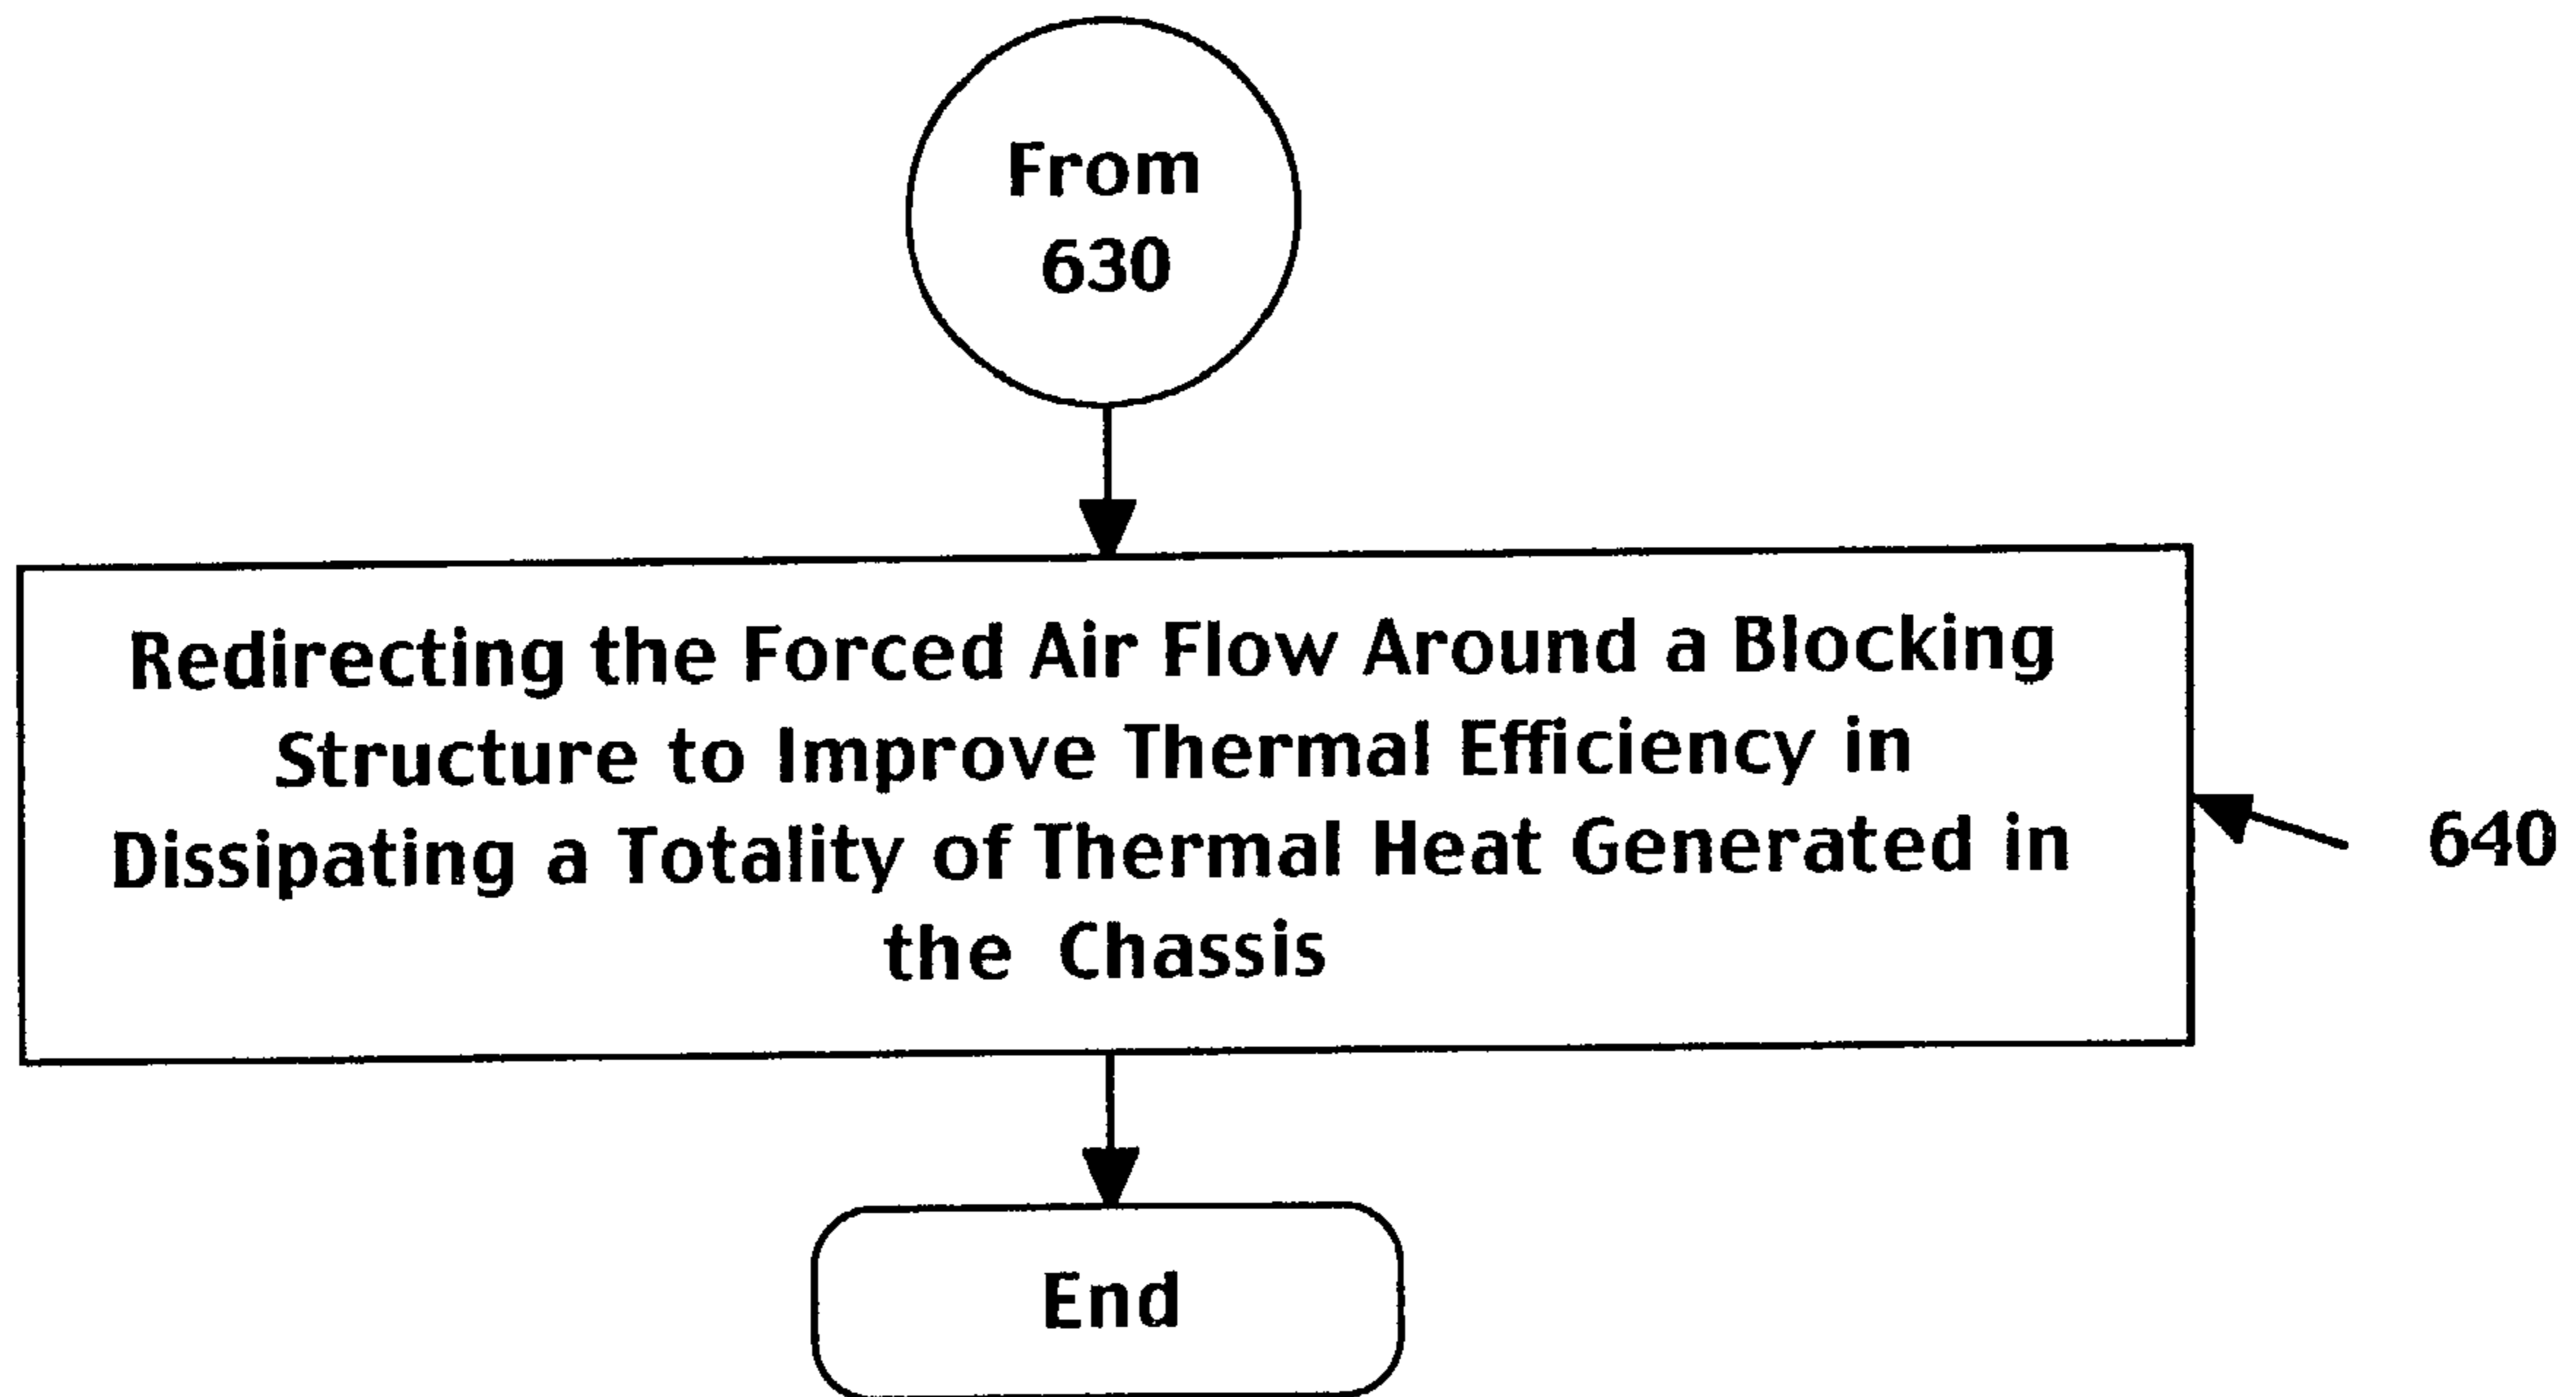 From
630
Redirecting the Forced Air Flow Around a Blocking
Structure to Improve Thermal Efficiency in
Dissipating a Totality of Thermal Heat Generated in
the Chassis
640
End